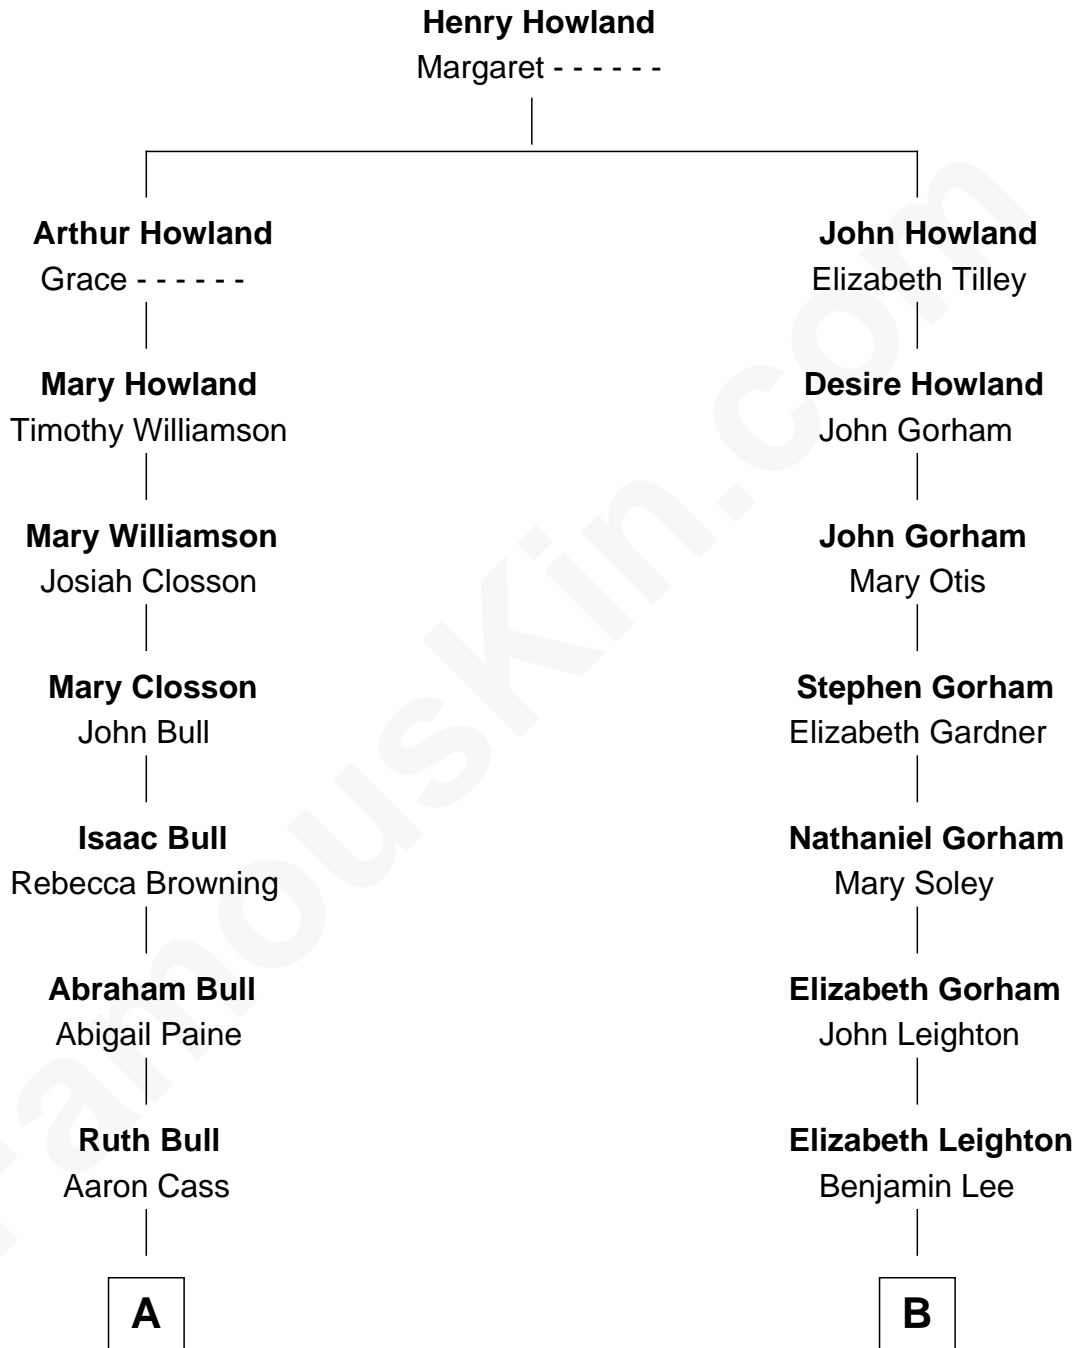 Henry Howland
Margaret - - - - - -
Arthur Howland
Grace - - - - - -
John Howland
Elizabeth Tilley
Mary Howland
Timothy Williamson
Desire Howland
John Gorham
Mary Williamson
Josiah Closson
John Gorham
Mary Otis
Mary Closson
John Bull
Stephen Gorham
Elizabeth Gardner
Isaac Bull
Rebecca Browning
Nathaniel Gorham
Mary Soley
Abraham Bull
Abigail Paine
Elizabeth Gorham
John Leighton
Ruth Bull
Aaron Cass
Elizabeth Leighton
Benjamin Lee
A
B
FamousKin.com